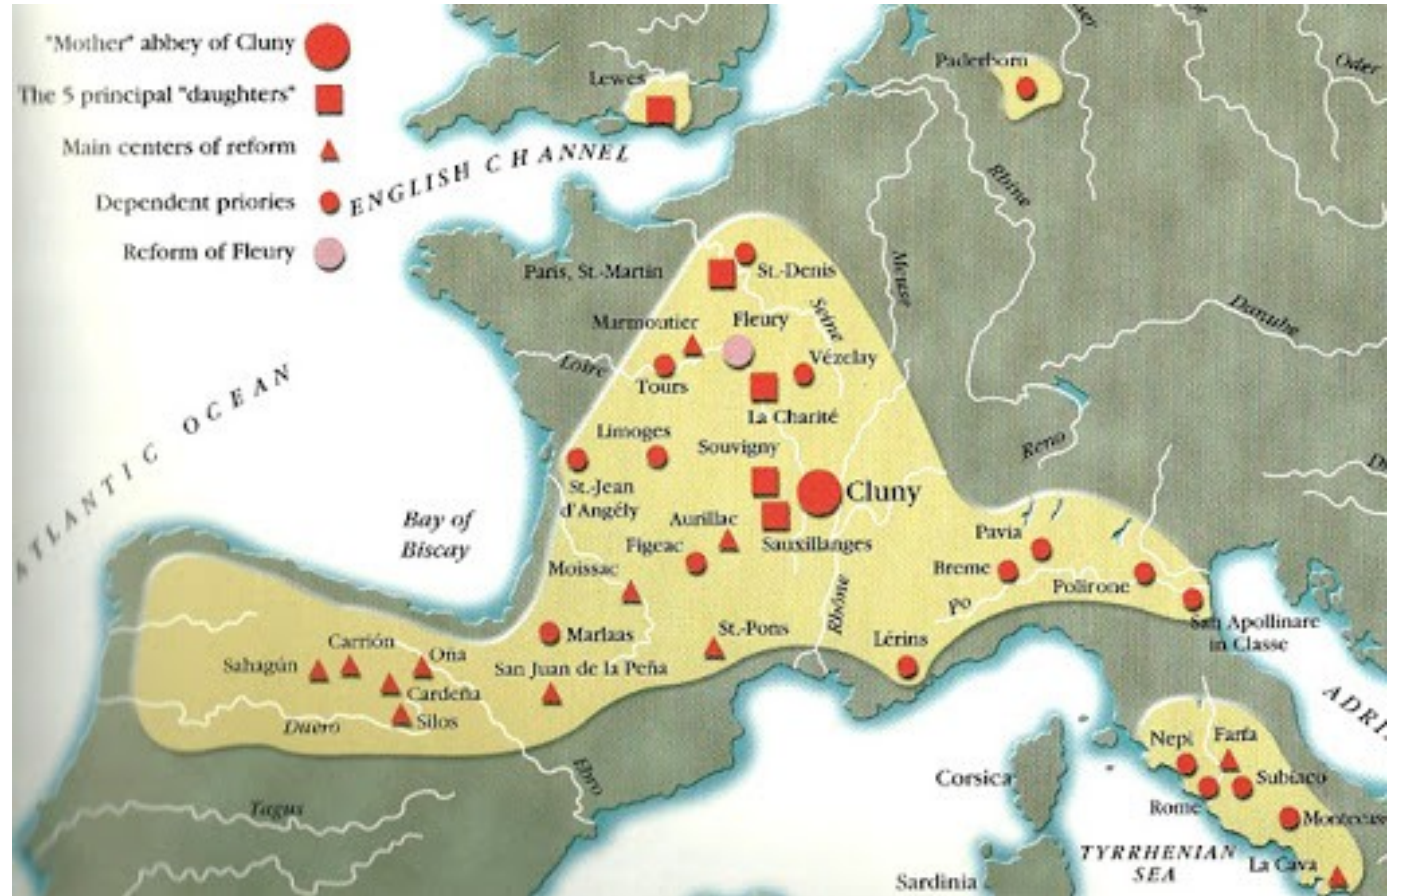 "Mother" abbey of Cluny
The 5 principal "daughters"
Main centers of reform
Dependent priories
Reform of Fleury
Lewes
Paderborn
Oder
ENGLISH CHANNEL
Rhine
Meuse
Danube
Paris, St.-Martin
St.-Denis
Seine
Marmoutier
Fleury
Loire
Tours
Vézelay
La Charité
ATLANTIC OCEAN
Limoges
Souvigny
Reno
St.-Jean
d'Angély
Cluny
Bay of
Biscay
Aurillac
Sauxillanges
Figeac
Moissac
Pavia
Breme
Polirone
Po
Rhône
Marlaas
St.-Pons
Lérins
San Apollinare
in Classe
Carrión
Oña
Sahagún
San Juan de la Peña
Cardeña
Silos
Duero
Ebro
Tagus
Corsica
Nepi
Farfa
Subiaco
Rome
Montecas
La Cava
TYRRHENIAN
SEA
Sardinia
ADRI